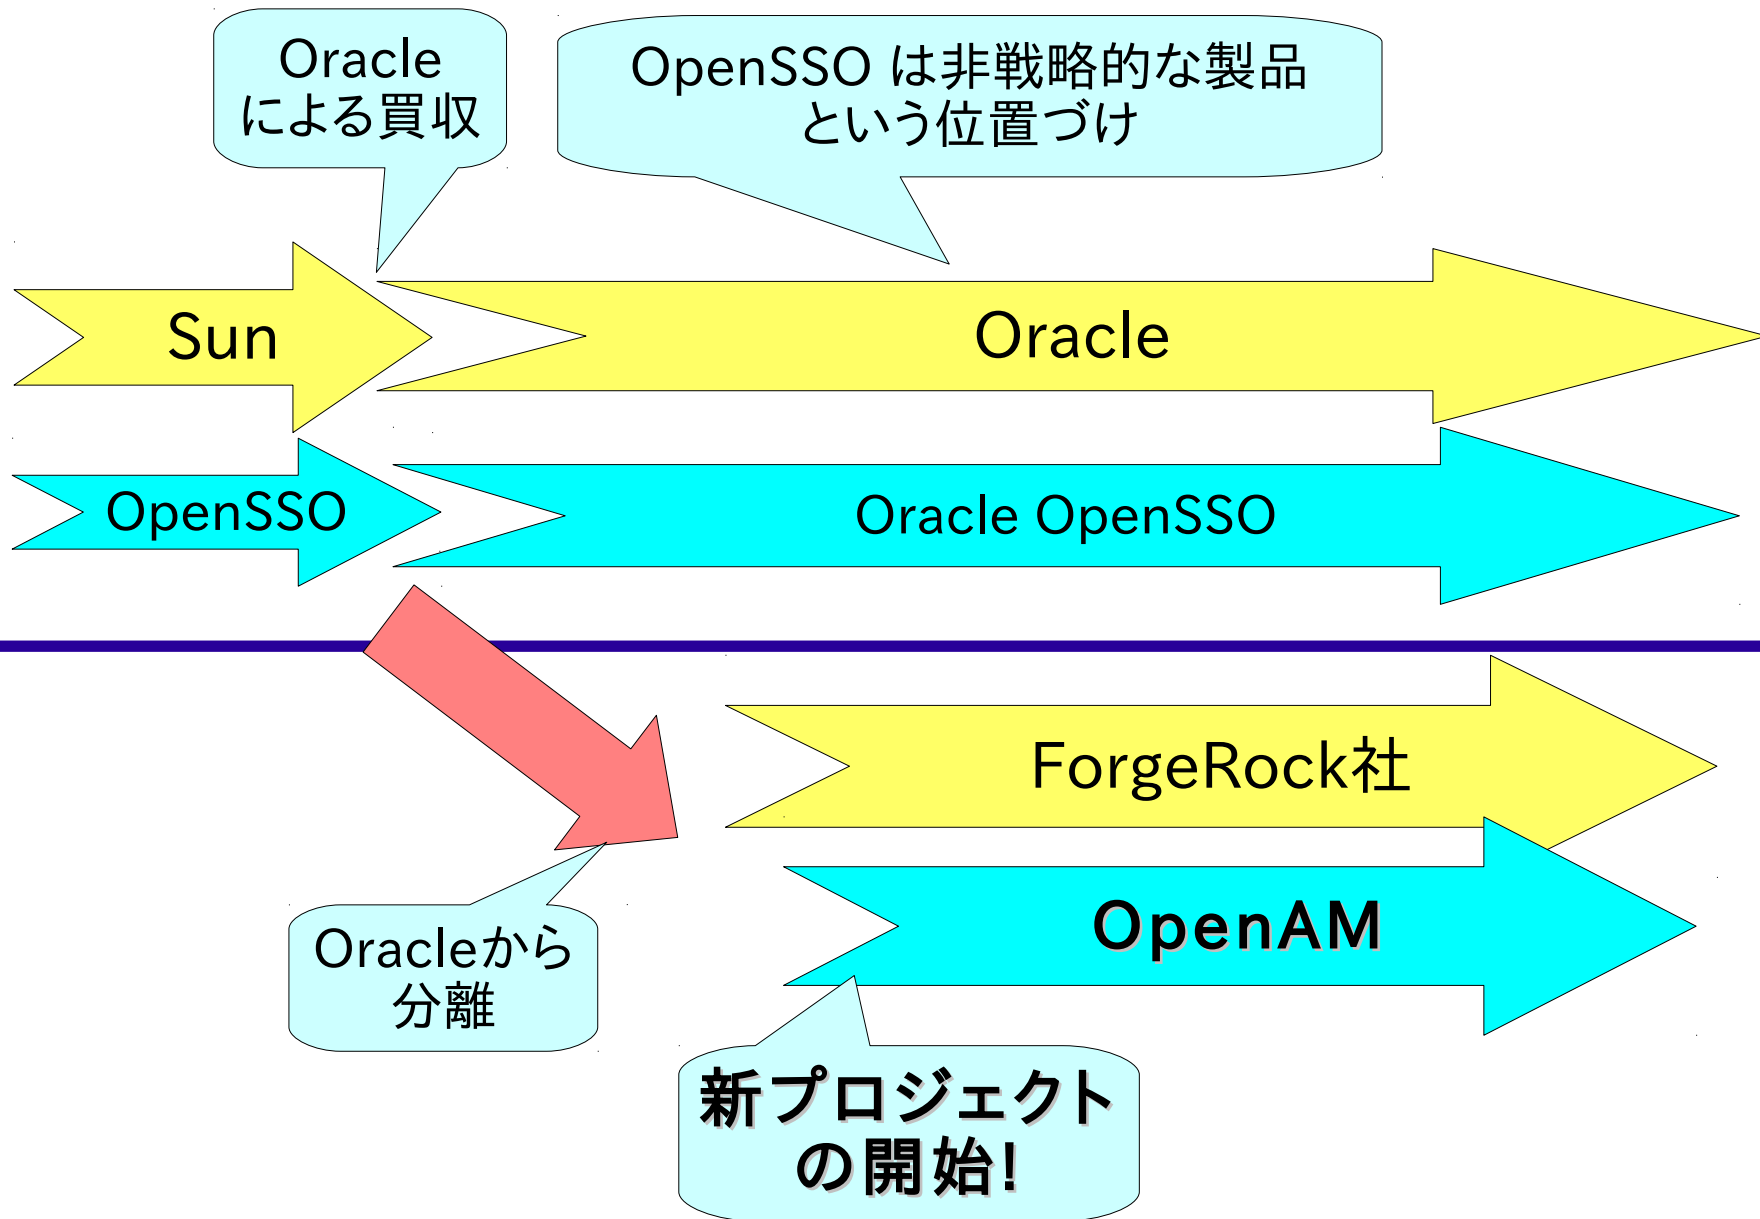 Oracle
による買収
OpenSSO は非戦略的な製品
という位置づけ
Sun
Oracle
OpenSSO
Oracle OpenSSO
ForgeRock社
OpenAM
Oracleから
分離
新プロジェクト
の開始!